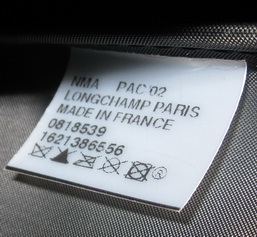 NMA PAC 02
LONGCHAMP PARIS
MADE IN FRANCE
0818539
1621386556